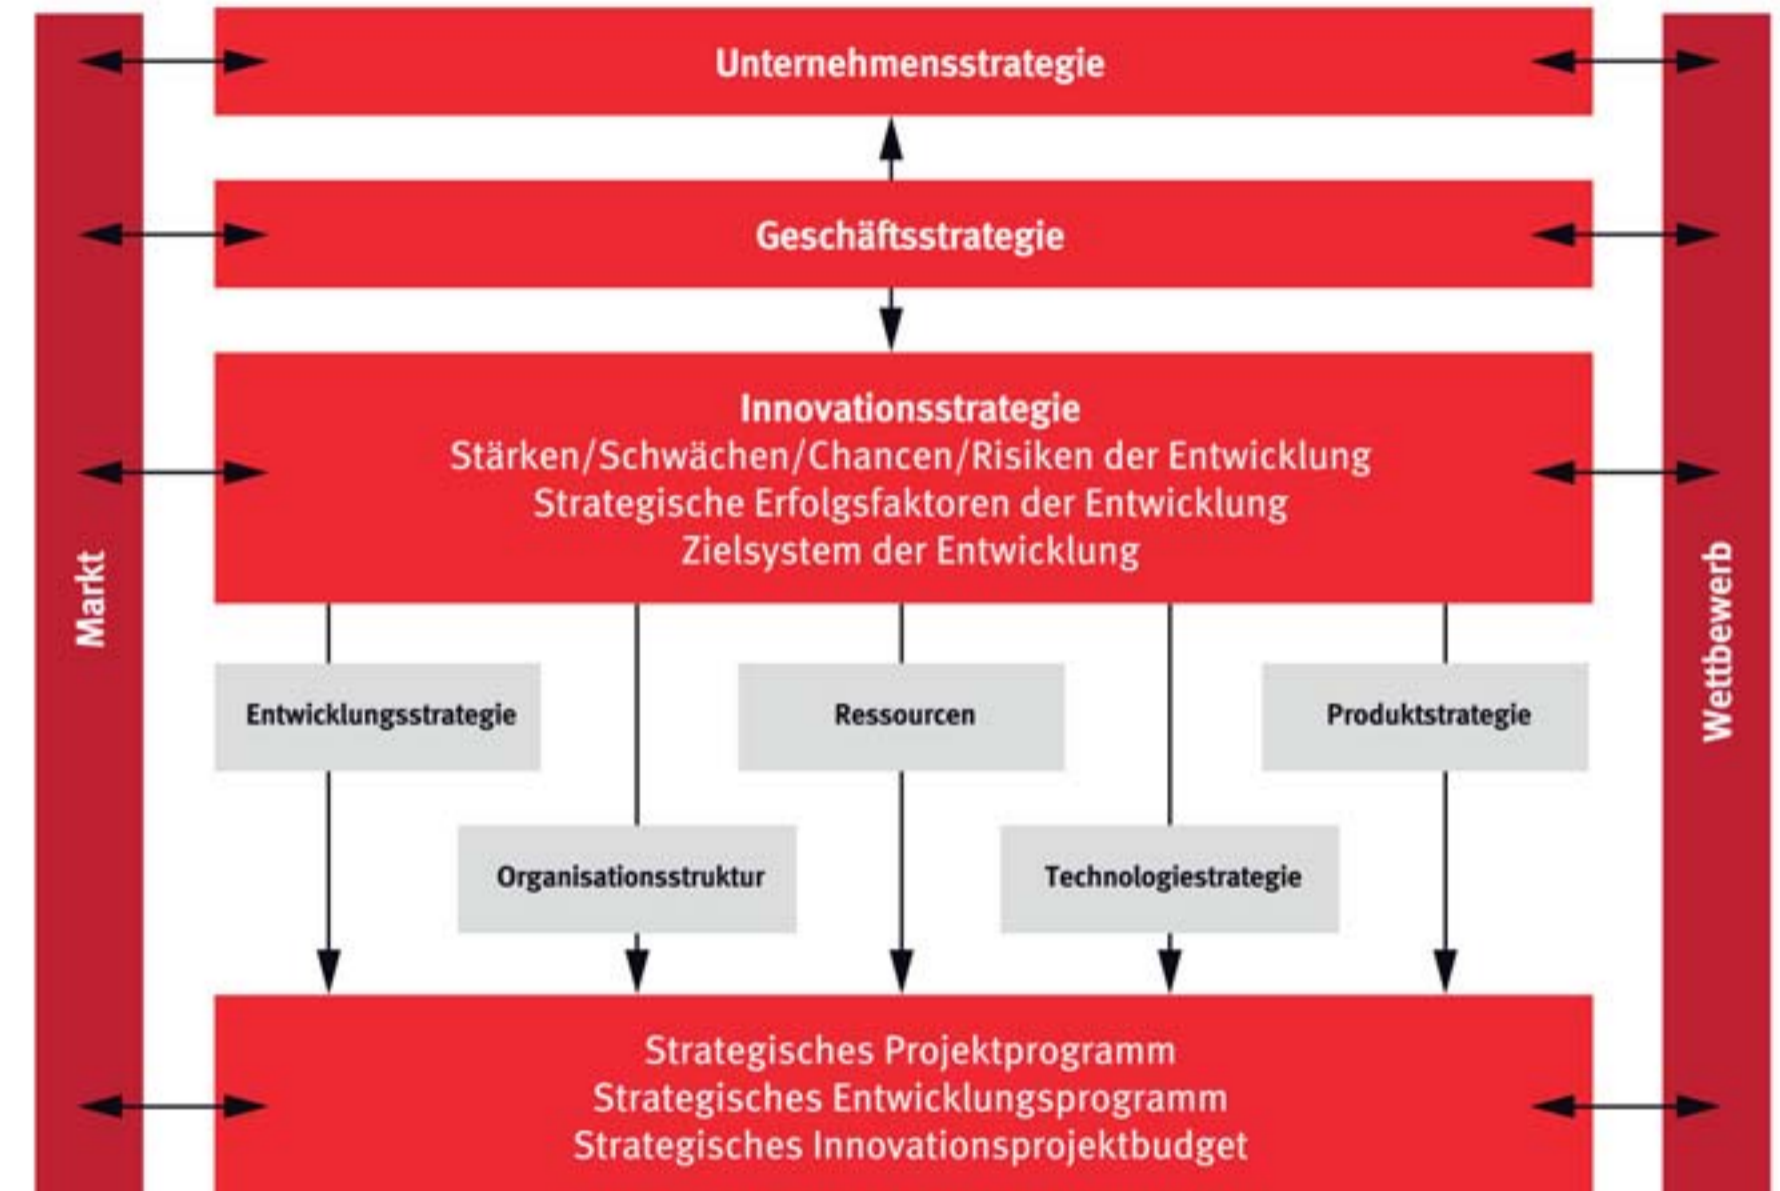 Unternehmensstrategie
Geschäftsstrategie
Innovationsstrategie
Stärken/Schwächen/Chancen/Risiken der Entwicklung
Strategische Erfolgsfaktoren der Entwicklung
Zielsystem der Entwicklung
Markt
Wettbewerb
Entwicklungsstrategie
Ressourcen
Produktstrategie
Organisationsstruktur
Technologiestrategie
Strategisches Projektprogramm
Strategisches Entwicklungsprogramm
Strategisches Innovationsprojektbudget